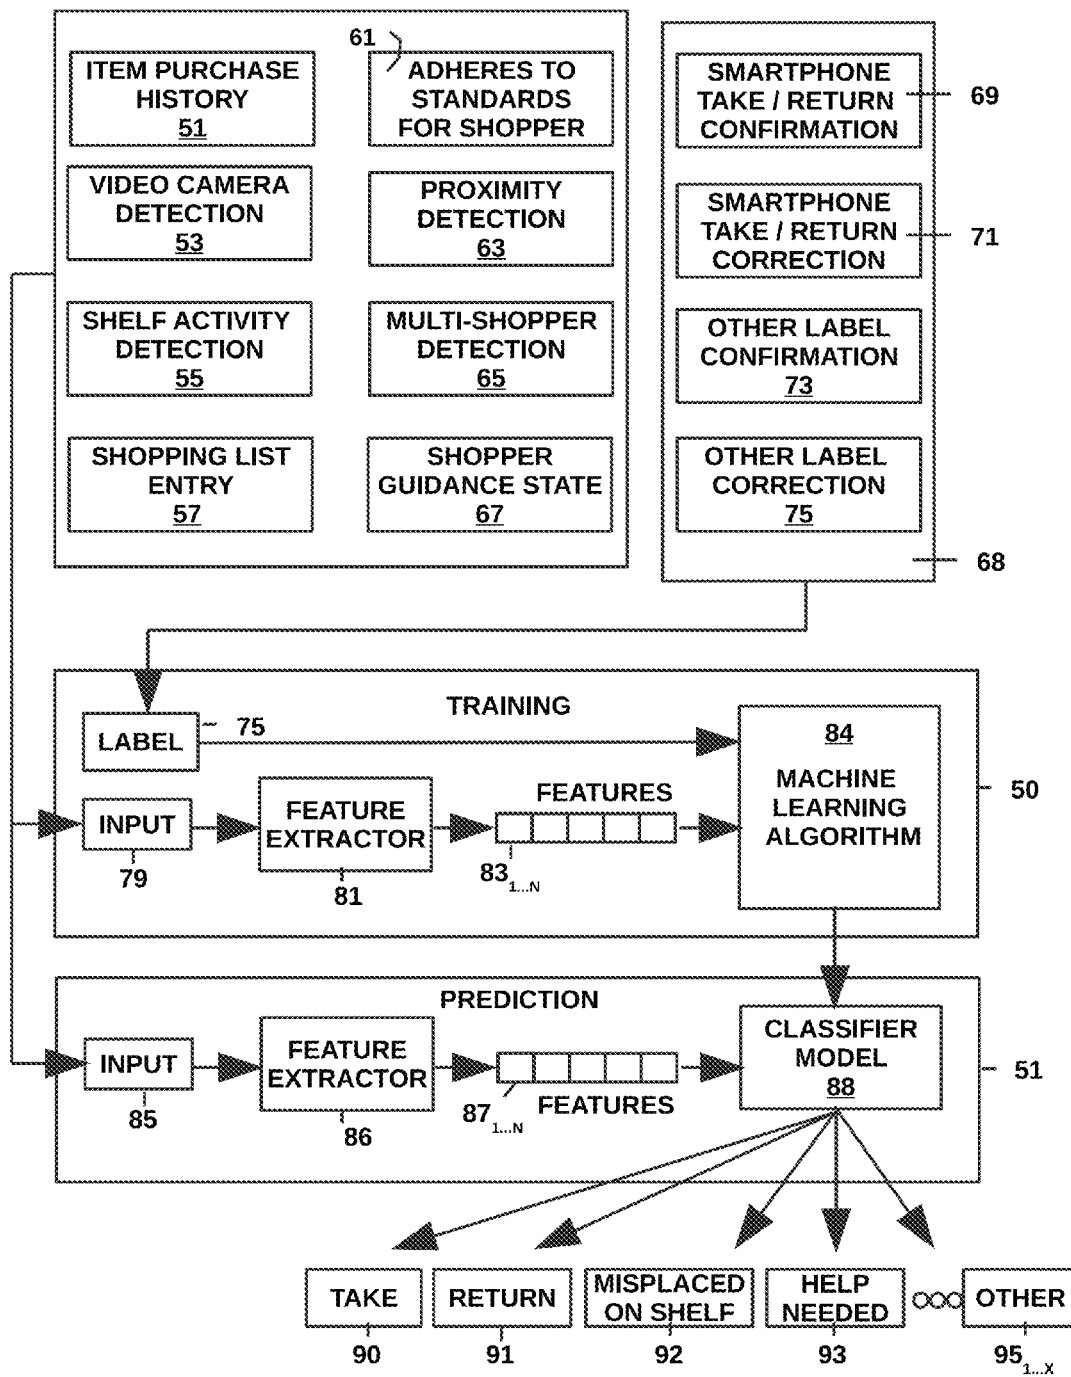 61
ITEM PURCHASE
HISTORY
51
ADHERES TO
STANDARDS
FOR SHOPPER
SMARTPHONE
TAKE / RETURN
CONFIRMATION
69
VIDEO CAMERA
DETECTION
53
PROXIMITY
DETECTION
63
SMARTPHONE
TAKE / RETURN
CORRECTION
71
SHELF ACTIVITY
DETECTION
55
MULTI-SHOPPER
DETECTION
65
OTHER LABEL
CONFIRMATION
73
SHOPPING LIST
ENTRY
57
SHOPPER
GUIDANCE STATE
67
OTHER LABEL
CORRECTION
75
68
TRAINING
LABEL
75
84
MACHINE
LEARNING
ALGORITHM
50
INPUT
79
FEATURE
EXTRACTOR
81
FEATURES
83 1...N
PREDICTION
INPUT
85
FEATURE
EXTRACTOR
86
87 1...N
FEATURES
CLASSIFIER
MODEL
88
51
TAKE
RETURN
MISPLACED
ON SHELF
HELP
NEEDED
OTHER
90
91
92
93
95 1...X